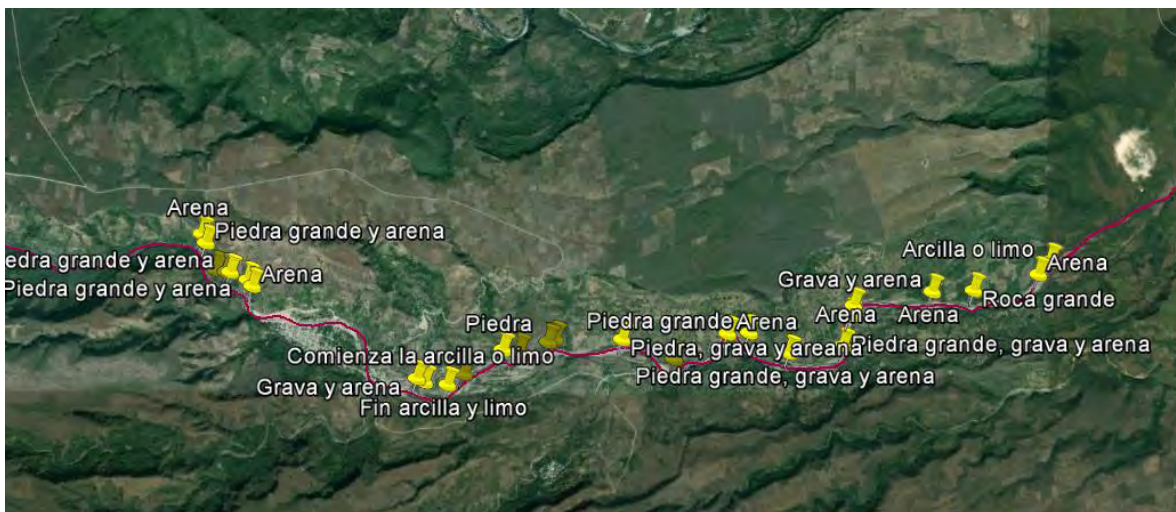 Arena
Piedra grande y arena
edra grande y arena
Arena
Piedra grande y arena
Arcilla o limo
Arena
Grava y arena
Roca grande
Arena
Arena
Piedra
Piedra grande
Arena
Piedra, grava y areana
Piedra grande, grava y arena
Comienza la arcilla o limo
Piedra grande, grava y arena
Grava y arena
Fin arcilla y limo